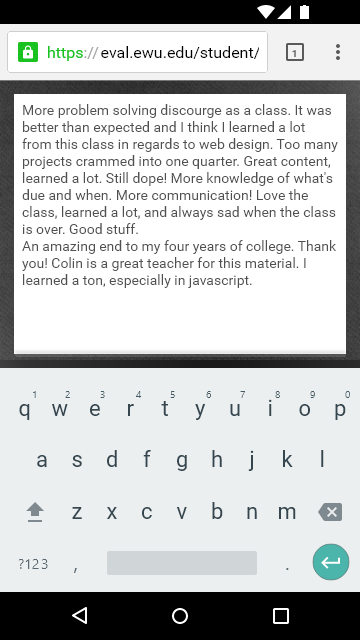 https://eval.ewu.edu/student/
1
More problem solving discourge as a class. It was
better than expected and I think I learned a lot
from this class in regards to web design. Too many
projects crammed into one quarter. Great content,
learned a lot. Still dope! More knowledge of what's
due and when. More communication! Love the
class, learned a lot, and always sad when the class
is over. Good stuff.
An amazing end to my four years of college. Thank
you! Colin is a great teacher for this material. I
learned a ton, especially in javascript.
1 2 3 4 5 6 7 8 9 0
q w e r t y u i o p
a s d f g h j k l
z x c v b n m
?123 , .